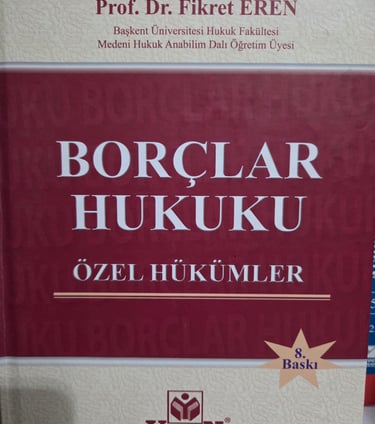 Prof. Dr. Fikret EREN
Başkent Üniversitesi Hukuk Fakültesi
Medeni Hukuk Anabilim Dalı Öğretim Üyesi
BORÇLAR
HUKUKU
ÖZEL HÜKÜMLER
8.
Baskı